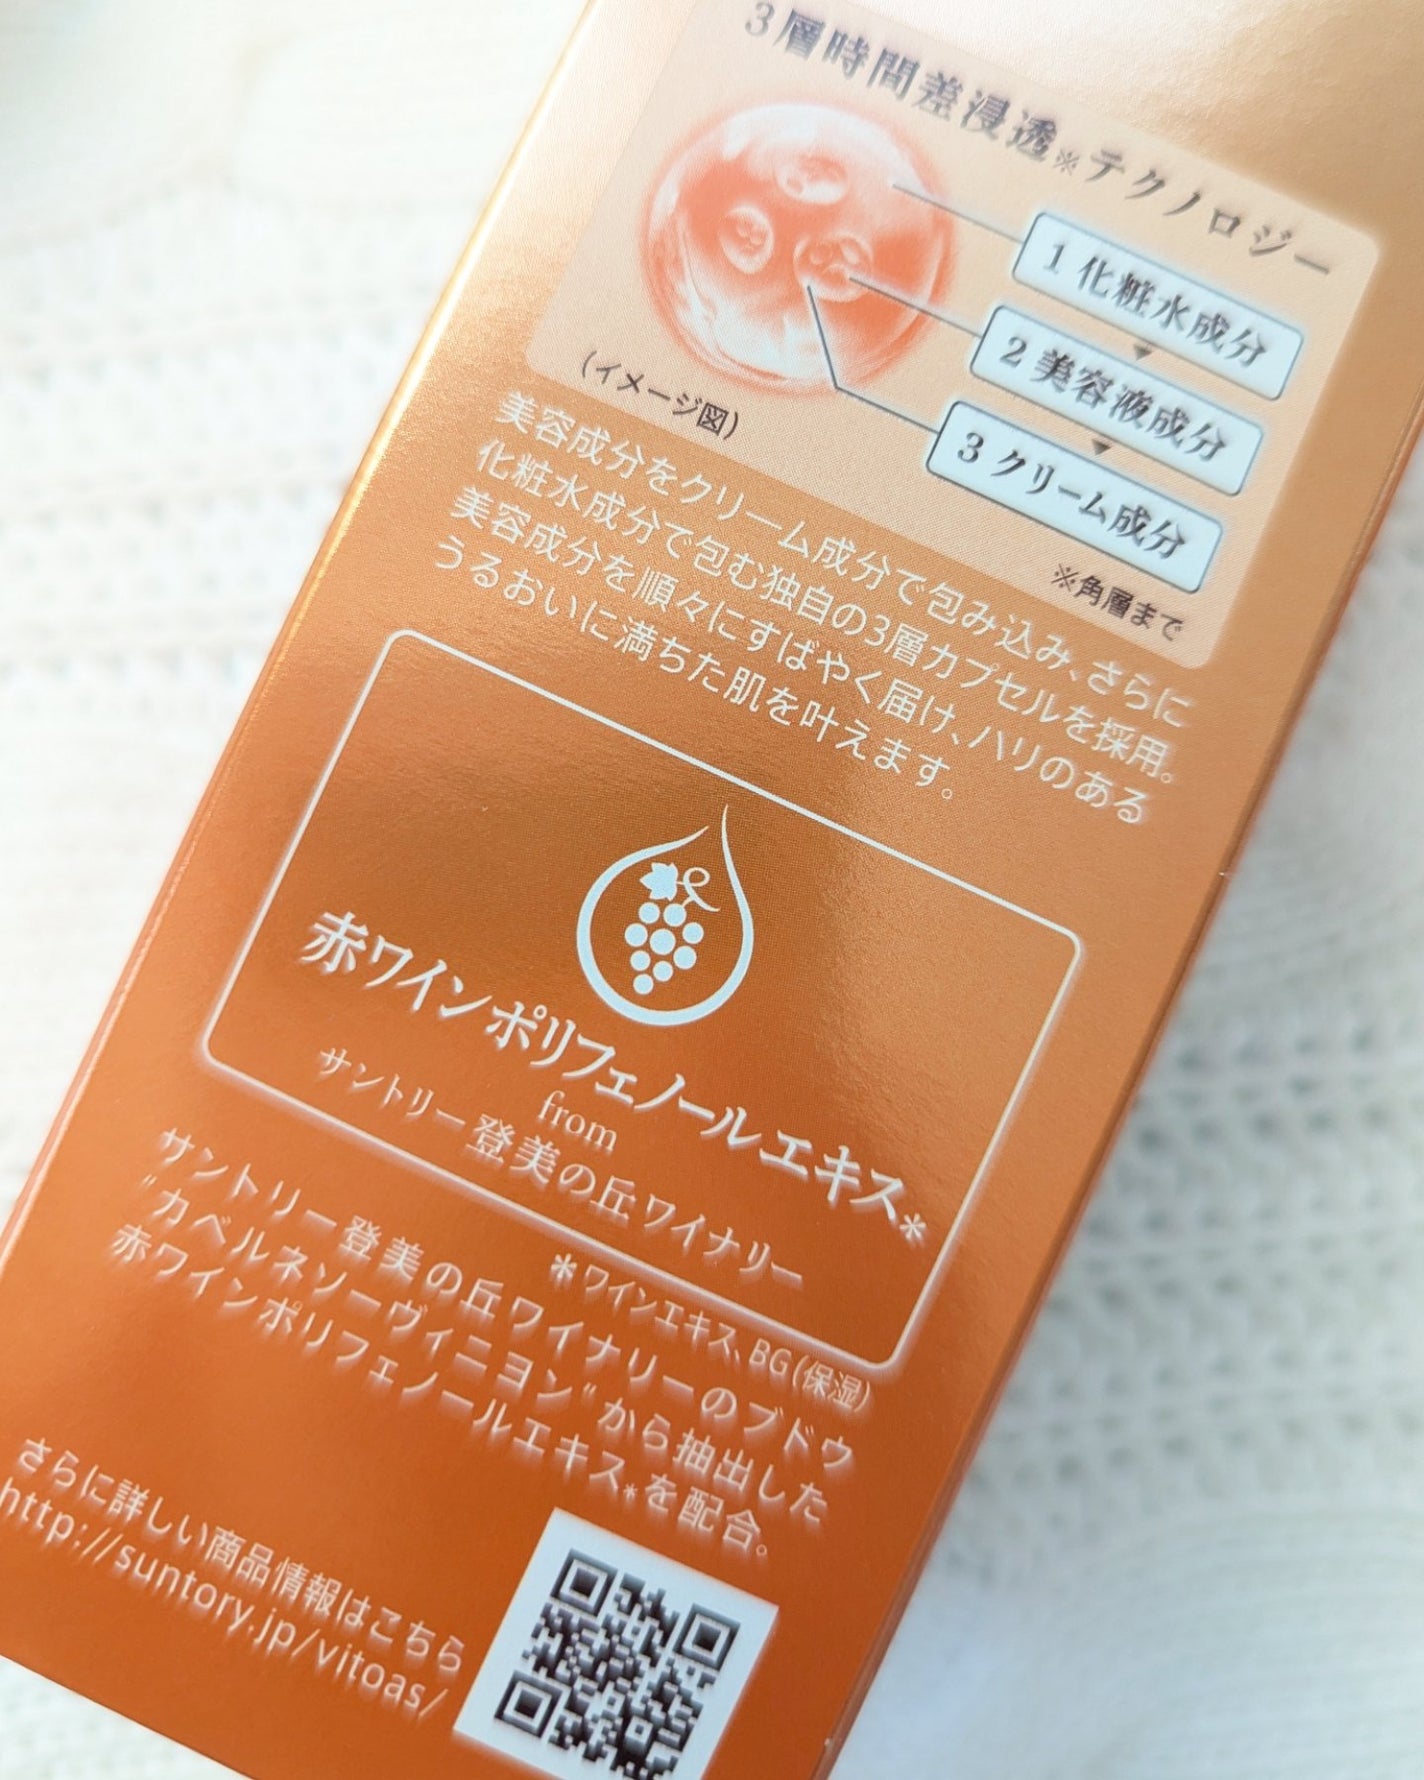 3層時間差浸透※テクノロジー
1 化粧水成分
2 美容液成分
3 クリーム成分
(イメージ図)
※角層まで
美容成分をクリーム成分で包み込み、さらに
化粧水成分で包む独自の3層カプセルを採用。
美容成分を順々にすばやく届け、ハリのある
うるおいに満ちた肌を叶えます。
赤ワインポリフェノールエキス*
from
サントリー登美の丘ワイナリー
*ワインエキス、BG(保湿)
サントリー登美の丘ワイナリーのブドウ
"カベルネソーヴィニヨン"から抽出した
赤ワインポリフェノールエキス*を配合。
さらに詳しい商品情報はこちら
http://suntory.jp/vitoas/